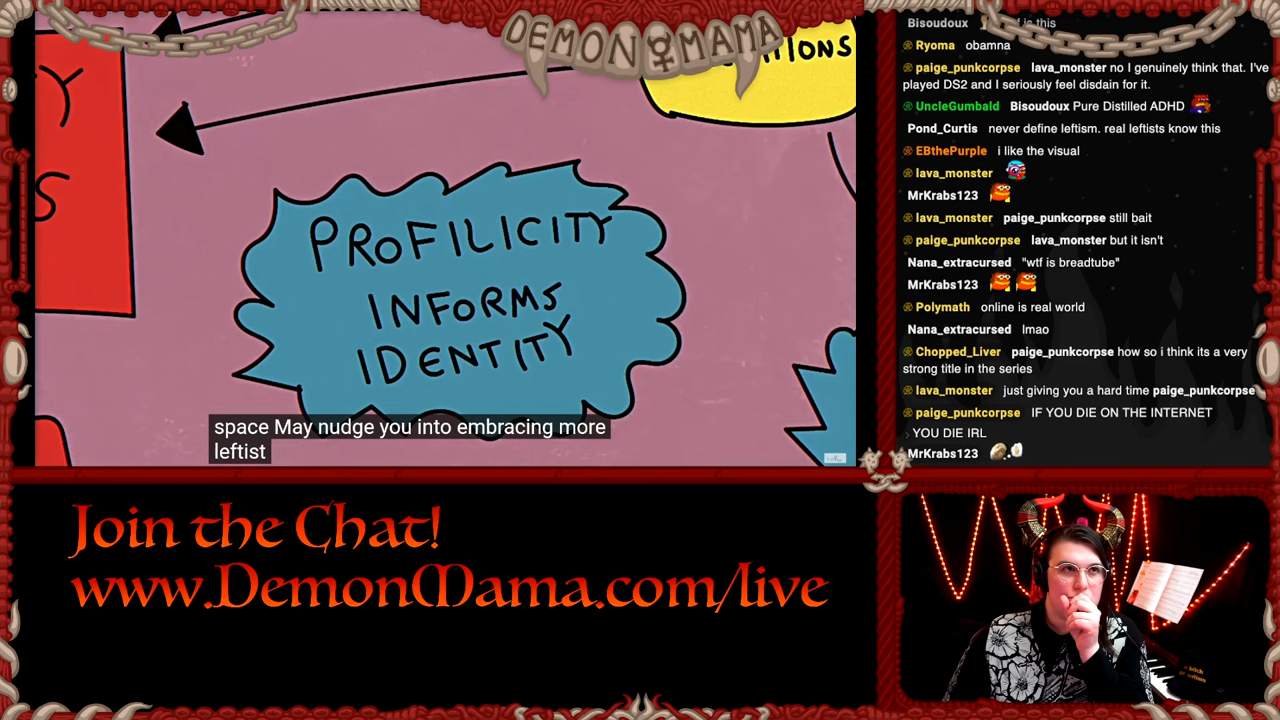 DEMON MAMA
Y
S
PROFILICITY
INFORMS
IDENTITY
space May nudge you into embracing more
leftist
Join the Chat!
www.DemonMama.com/live
Bisoudoux this
Ryoma obamna
paige_punkcorpse lava_monster no I genuinely think that. I've
played DS2 and I seriously feel disdain for it.
UncleGumbald Bisoudoux Pure Distilled ADHD
Pond_Curtis never define leftism. real leftists know this
EBthePurple i like the visual
lava_monster
MrKrabs123
lava_monster paige_punkcorpse still bait
paige_punkcorpse lava_monster but it isn't
Nana_extracursed "wtf is breadtube"
MrKrabs123
Polymath online is real world
Nana_extracursed lmao
Chopped_Liver paige_punkcorpse how so i think its a very
strong title in the series
lava_monster just giving you a hard time paige_punkcorpse
paige_punkcorpse IF YOU DIE ON THE INTERNET
YOU DIE IRL
MrKrabs123